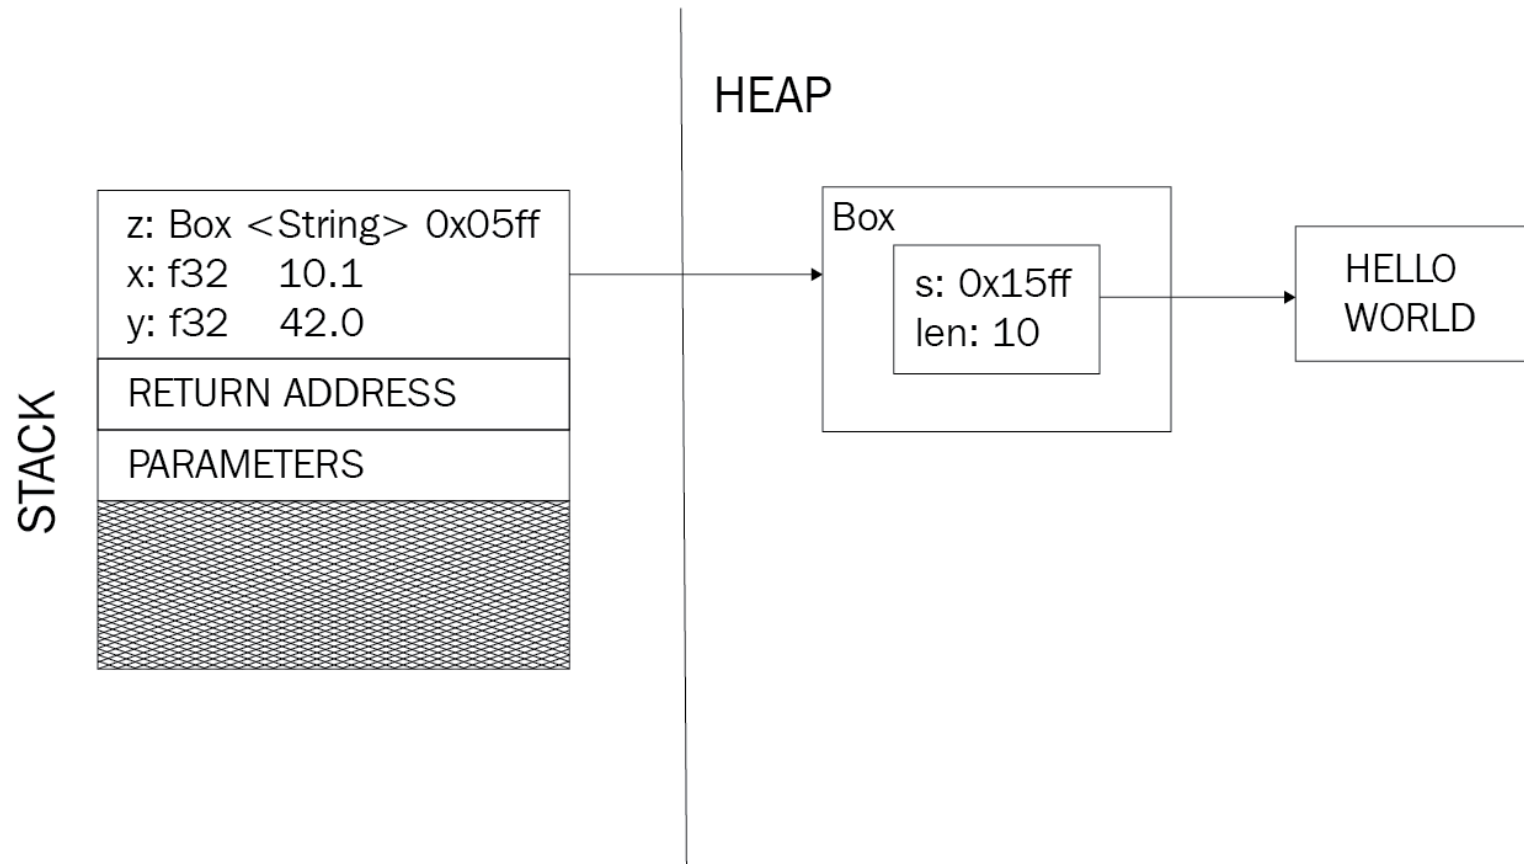 HEAP
z: Box <String> 0x05ff
x: f32 10.1
y: f32 42.0
RETURN ADDRESS
PARAMETERS
STACK
Box
s: 0x15ff
len: 10
HELLO
WORLD